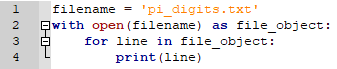 1 filename = 'pi_digits.txt'
2 with open(filename) as file_object:
3     for line in file_object:
4         print(line)